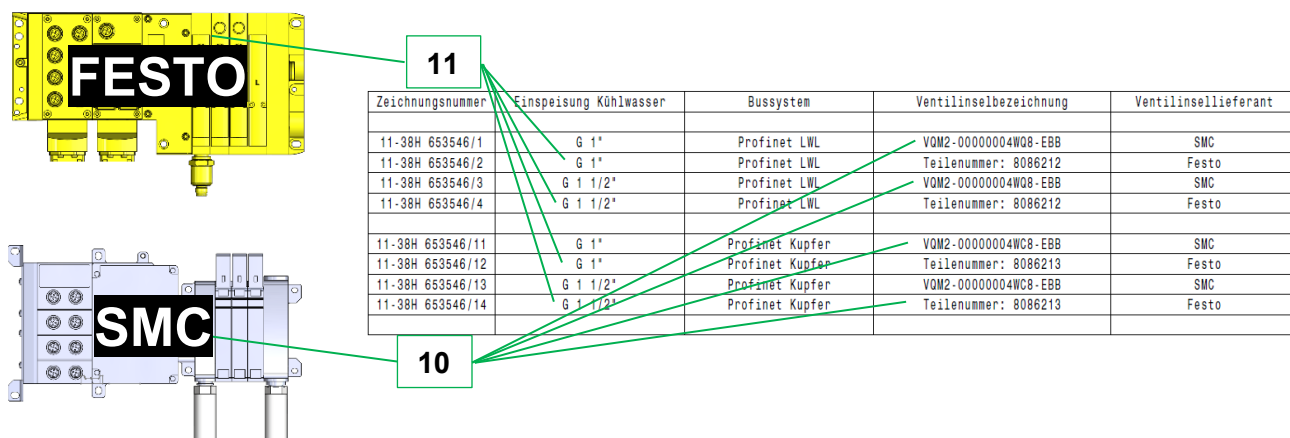 FESTO
L
11
Zeichnungsnummer Einspeisung Kühlwasser Bussystem Ventilinselbezeichnung Ventilinsellieferant
11-38H 653546/1 G 1" Profinet LWL VQM2-00000004WQ8-EBB SMC
11-38H 653546/2 G 1" Profinet LWL Teilenummer: 8086212 Festo
11-38H 653546/3 G 1 1/2" Profinet LWL VQM2-00000004WQ8-EBB SMC
11-38H 653546/4 G 1 1/2" Profinet LWL Teilenummer: 8086212 Festo
11-38H 653546/11 G 1" Profinet Kupfer VQM2-00000004WC8-EBB SMC
11-38H 653546/12 G 1" Profinet Kupfer Teilenummer: 8086213 Festo
11-38H 653546/13 G 1 1/2" Profinet Kupfer VQM2-00000004WC8-EBB SMC
11-38H 653546/14 G 1 1/2" Profinet Kupfer Teilenummer: 8086213 Festo
SMC
10